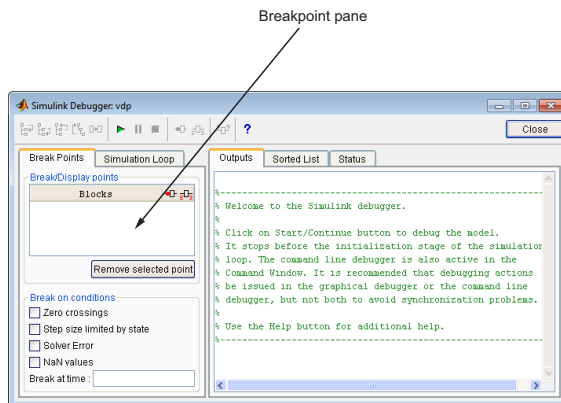 Breakpoint pane
Simulink Debugger: vdp
?
Close
Break Points
Simulation Loop
Outputs
Sorted List
Status
Break/Display points
Blocks
Remove selected point
Break on conditions
Zero crossings
Step size limited by state
Solver Error
NaN values
Break at time :
%-----------------------------------------------------
% Welcome to the Simulink debugger.
%
% Click on Start/Continue button to debug the model.
% It stops before the initialization stage of the simulation
% loop. The command line debugger is also active in the
% Command Window. It is recommended that debugging actions
% be issued in the graphical debugger or the command line
% debugger, but not both to avoid synchronization problems.
%
% Use the Help button for additional help.
%-----------------------------------------------------